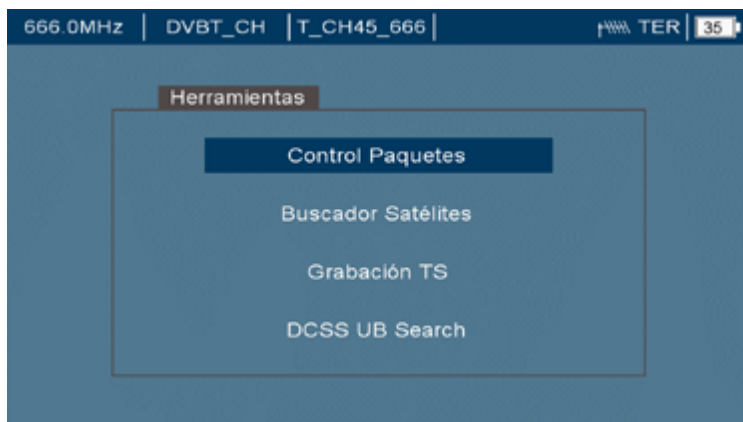 666.0MHz | DVBT_CH | T_CH45_666 | TER | 35
Herramientas
Control Paquetes
Buscador Satélites
Grabación TS
DCSS UB Search